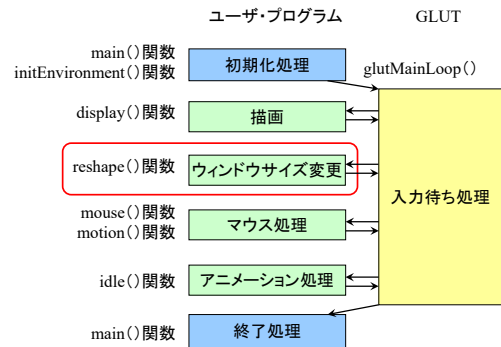 ユーザ・プログラム
GLUT
main()関数
initEnvironment()関数
初期化処理
glutMainLoop()
display()関数
描画
reshape()関数
ウィンドウサイズ変更
入力待ち処理
mouse()関数
motion()関数
マウス処理
idle()関数
アニメーション処理
main()関数
終了処理